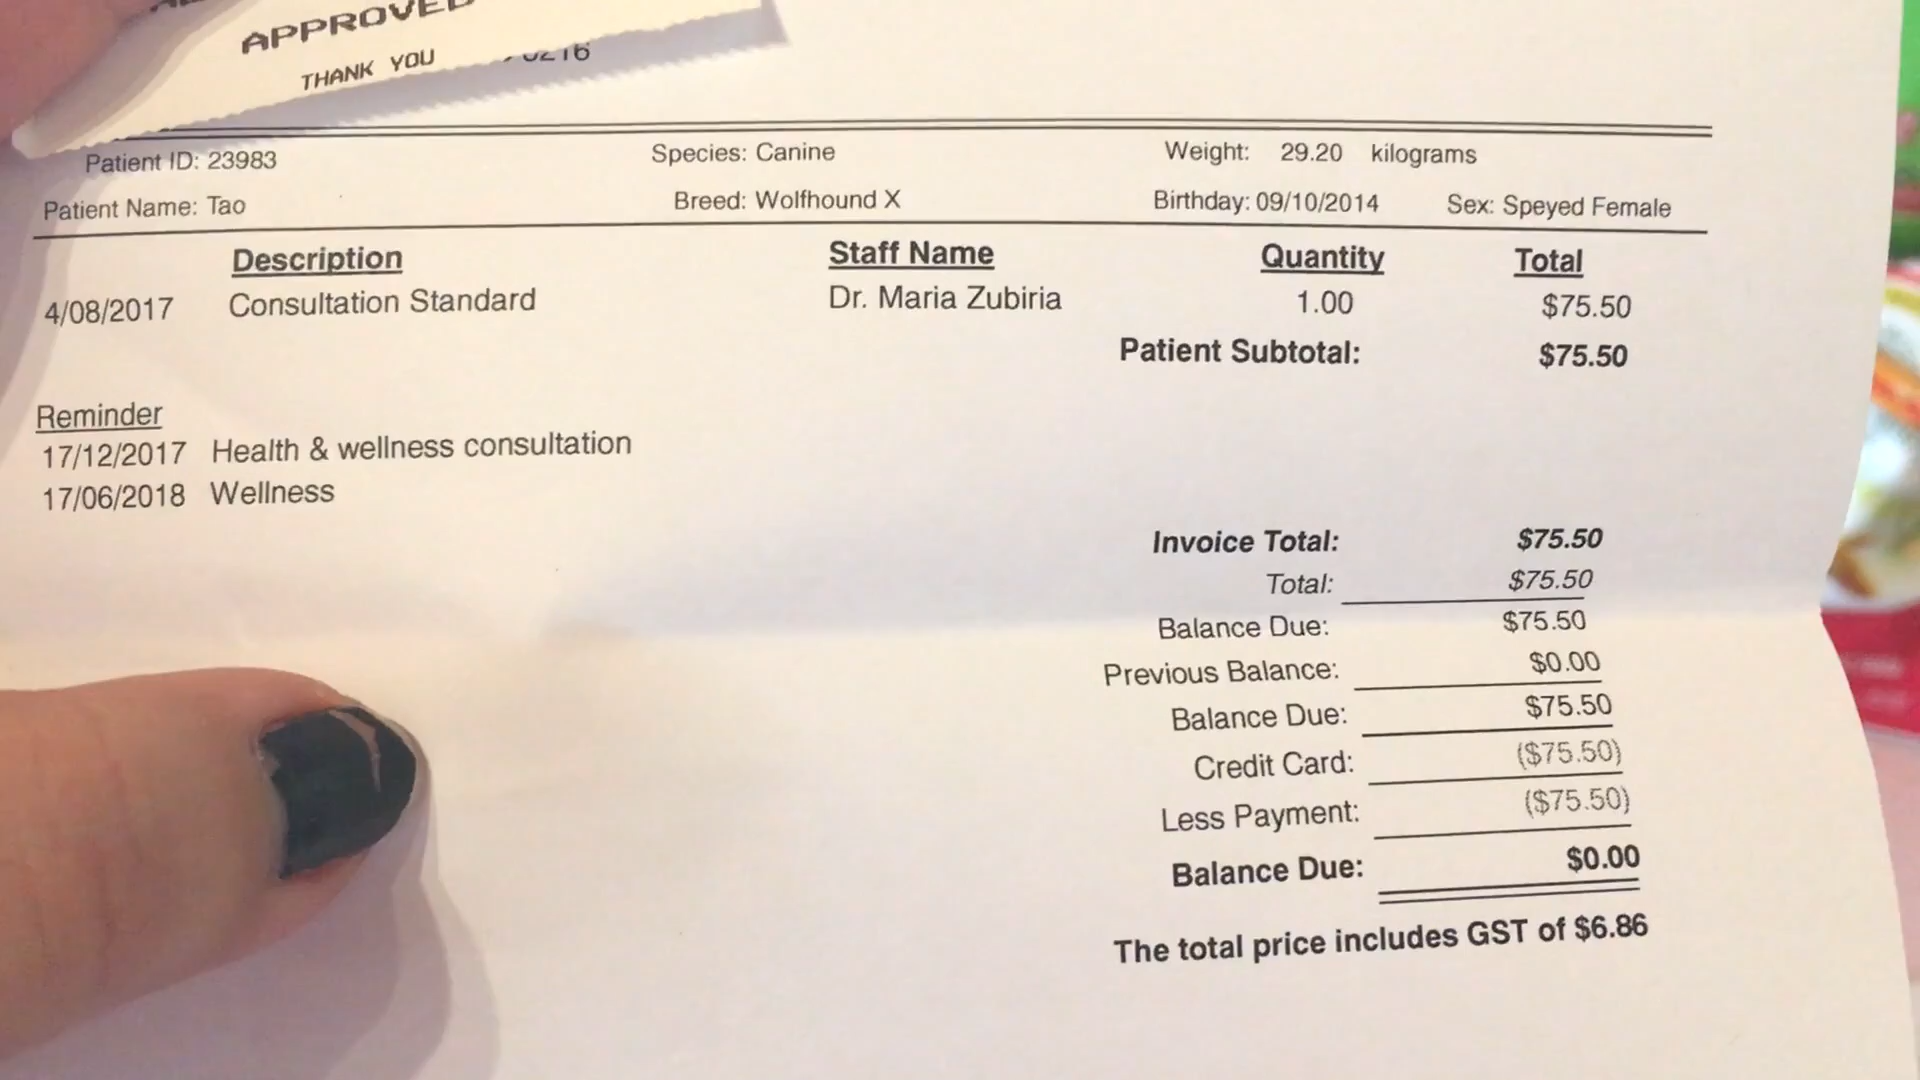 APPROVED
THANK YOU
Patient ID: 23983 Species: Canine Weight: 29.20 kilograms
Patient Name: Tao Breed: Wolfhound X Birthday: 09/10/2014 Sex: Speyed Female
Description Staff Name Quantity Total
4/08/2017 Consultation Standard Dr. Maria Zubiria 1.00 $75.50
Patient Subtotal: $75.50
Reminder
17/12/2017 Health & wellness consultation
17/06/2018 Wellness
Invoice Total: $75.50
Total: $75.50
Balance Due: $75.50
Previous Balance: $0.00
Balance Due: $75.50
Credit Card: ($75.50)
Less Payment: ($75.50)
Balance Due: $0.00
The total price includes GST of $6.86